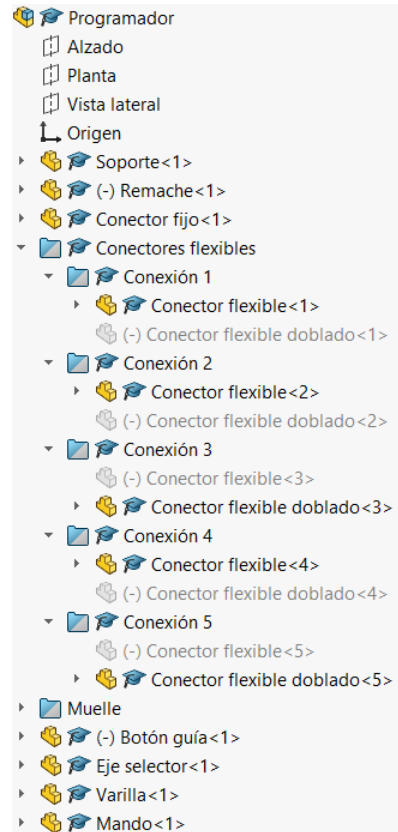 Programador
Alzado
Planta
Vista lateral
Origen
Soporte<1>
(-) Remache<1>
Conector fijo<1>
Conectores flexibles
Conexión 1
Conector flexible<1>
(-) Conector flexible doblado<1>
Conexión 2
Conector flexible<2>
(-) Conector flexible doblado<2>
Conexión 3
(-) Conector flexible<3>
Conector flexible doblado<3>
Conexión 4
Conector flexible<4>
(-) Conector flexible doblado<4>
Conexión 5
(-) Conector flexible<5>
Conector flexible doblado<5>
Muelle
(-) Botón guía<1>
Eje selector<1>
Varilla<1>
Mando<1>